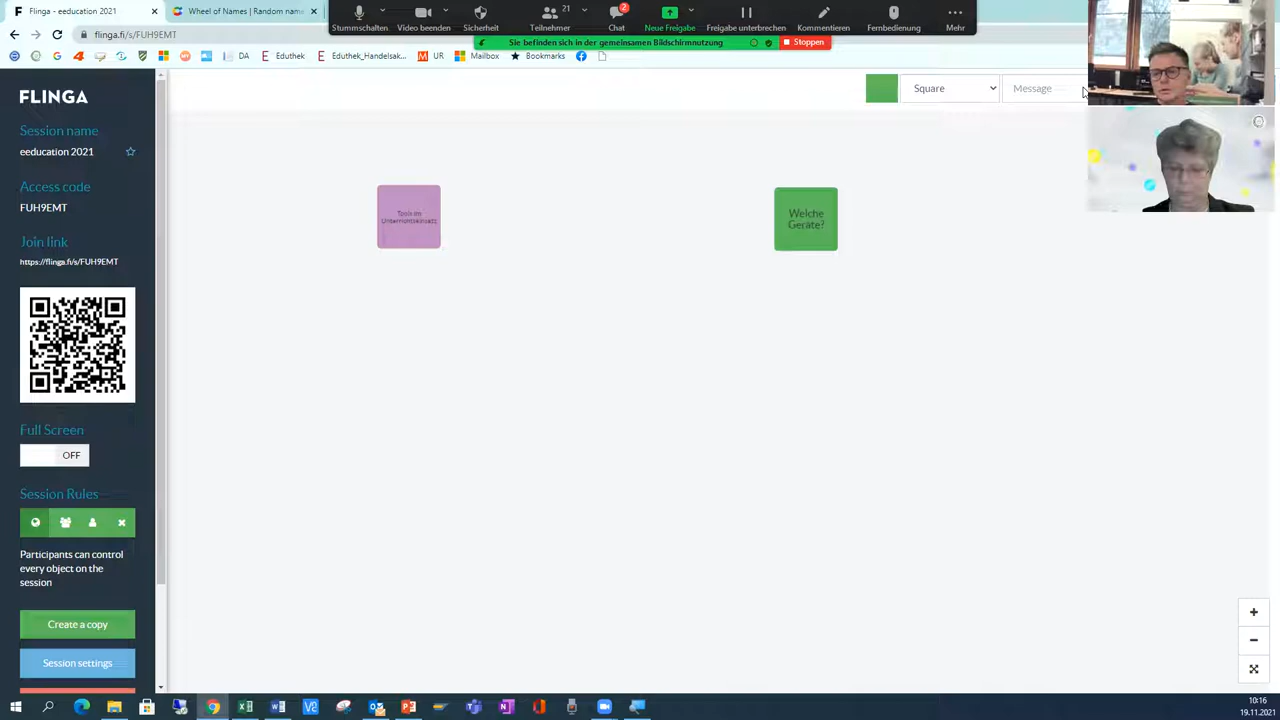 Flinga - eeducation 2021
Wheel of Names | Random name
flinga.fi/s/FUH9EMT
Stummschalten
Video beenden
Sicherheit
21
Teilnehmer
2
Chat
Neue Freigabe
Freigabe unterbrechen
Kommentieren
Fernbedienung
Mehr
Sie befinden sich in der gemeinsamen Bildschirmnutzung
Stoppen
DA
Eduthek
Eduthek_Handelsak...
UR
Mailbox
Bookmarks
FLINGA
Square
Message
Session name
eeducation 2021
Access code
FUH9EMT
Join link
https://flinga.fi/s/FUH9EMT
Full Screen
OFF
Session Rules
Participants can control
every object on the
session
Create a copy
Session settings
Tools im
Unterrichtseinsatz
Welche
Geräte?
10:16
19.11.2021